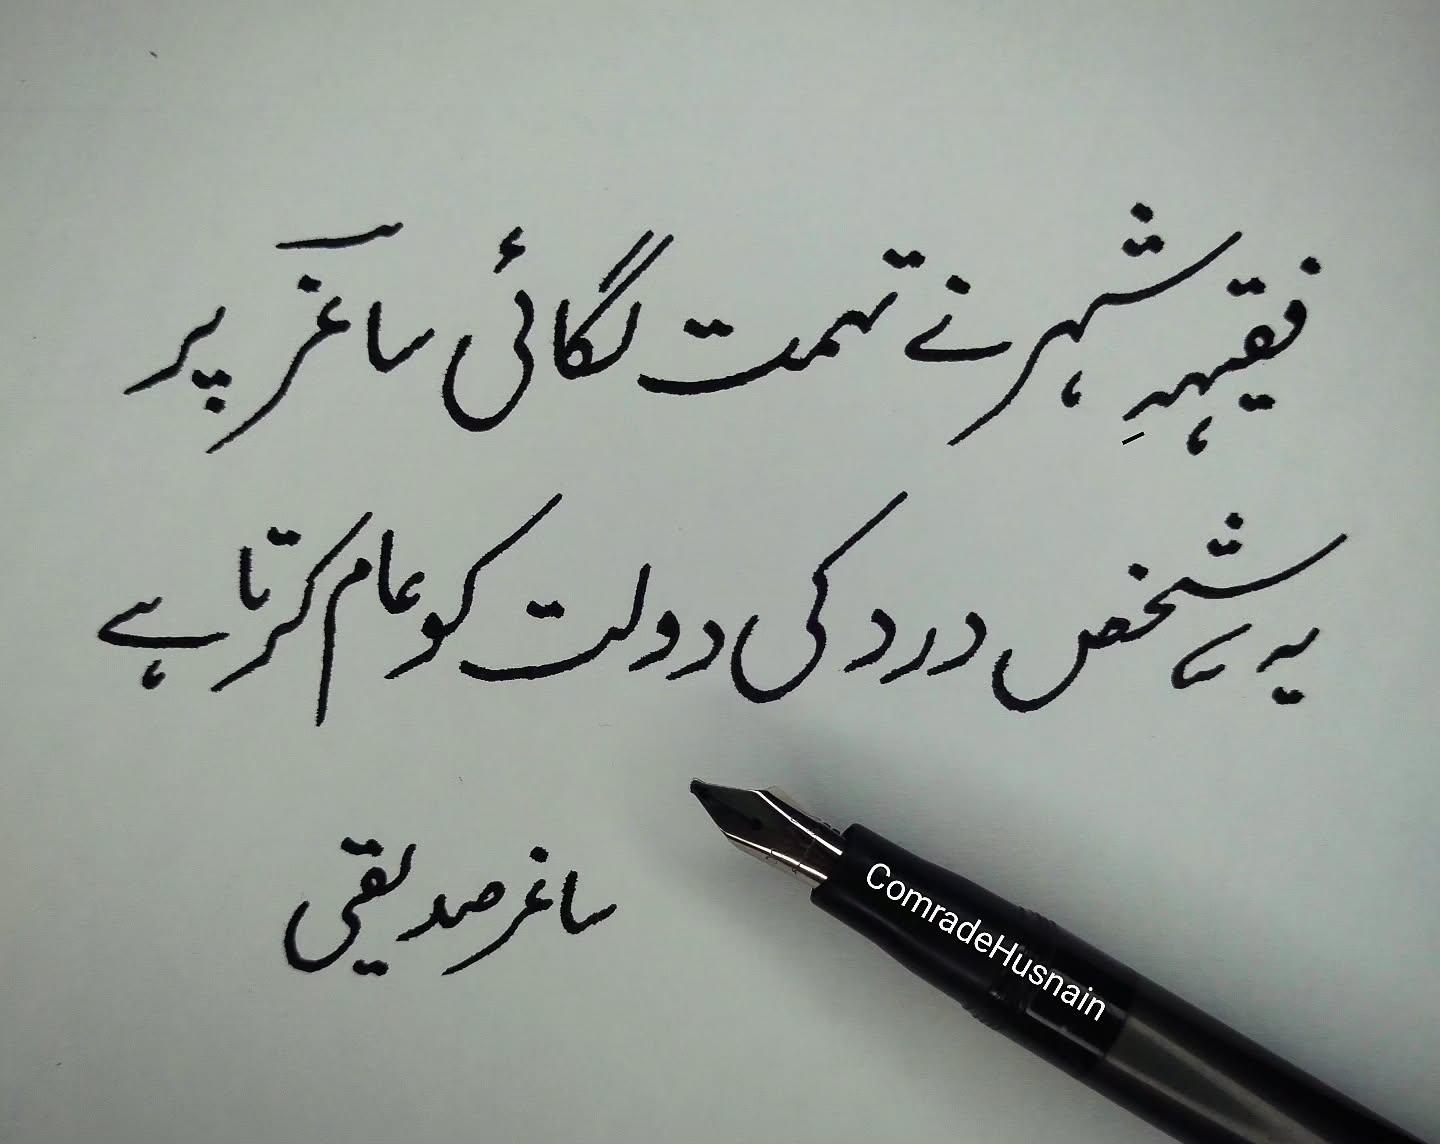 فقیہہِ شہر نے تہمت لگائی ساغرؔ پر
یہ شخص درد کی دولت کو عام کرتا ہے
ساغر صدیقی
ComradeHusnain